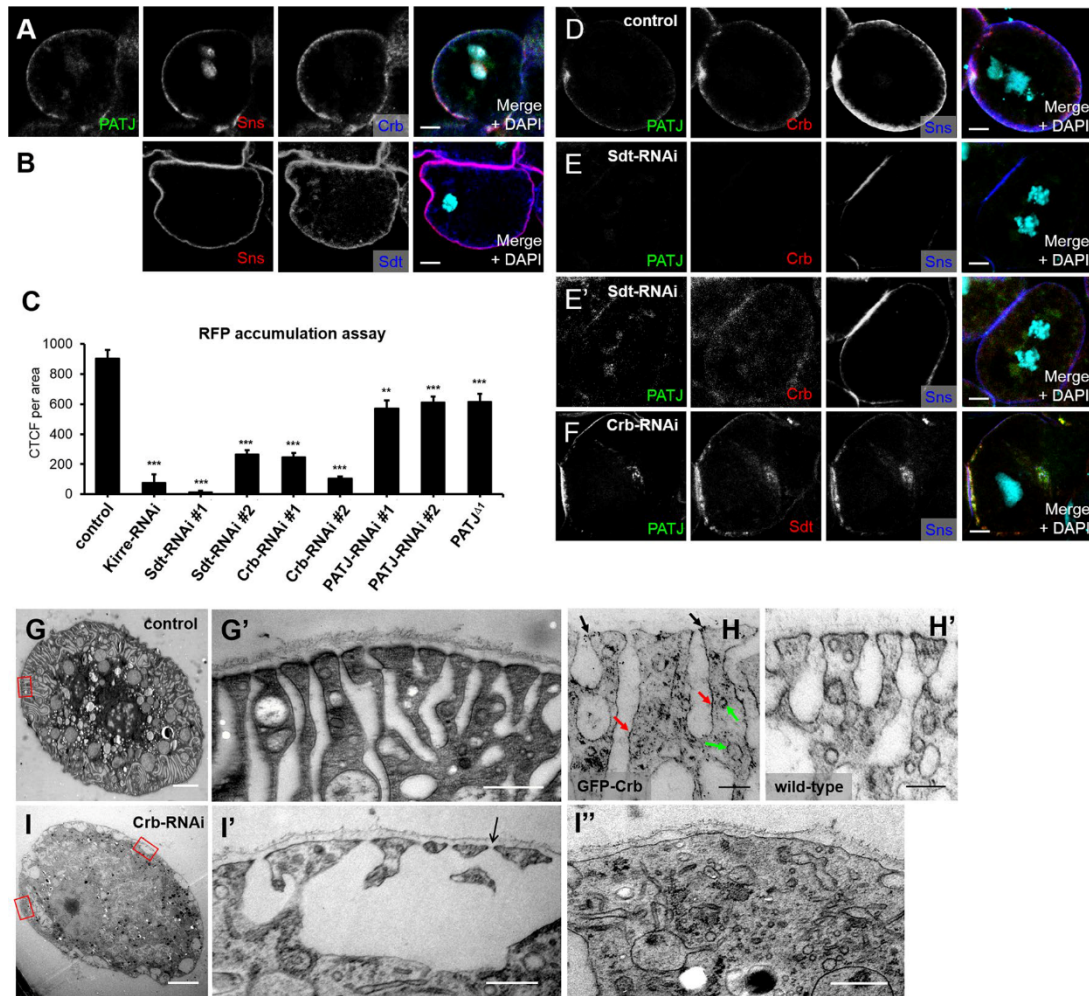 A
PATJ
Sns
Crb
Merge
+ DAPI
B
Sns
Sdt
Merge
+ DAPI
C
RFP accumulation assay
CTCF per area
1000
800
600
400
200
0
***
***
***
***
***
**
***
***
control
Kirre-RNAi
Sdt-RNAi #1
Sdt-RNAi #2
Crb-RNAi #1
Crb-RNAi #2
PATJ-RNAi #1
PATJ-RNAi #2
PATJΔ1
D
control
PATJ
Crb
Sns
Merge
+ DAPI
E
Sdt-RNAi
PATJ
Crb
Sns
Merge
+ DAPI
E'
Sdt-RNAi
PATJ
Crb
Sns
Merge
+ DAPI
F
Crb-RNAi
PATJ
Sdt
Sns
Merge
+ DAPI
G
control
G'
H
GFP-Crb
H'
wild-type
I
Crb-RNAi
I'
I''